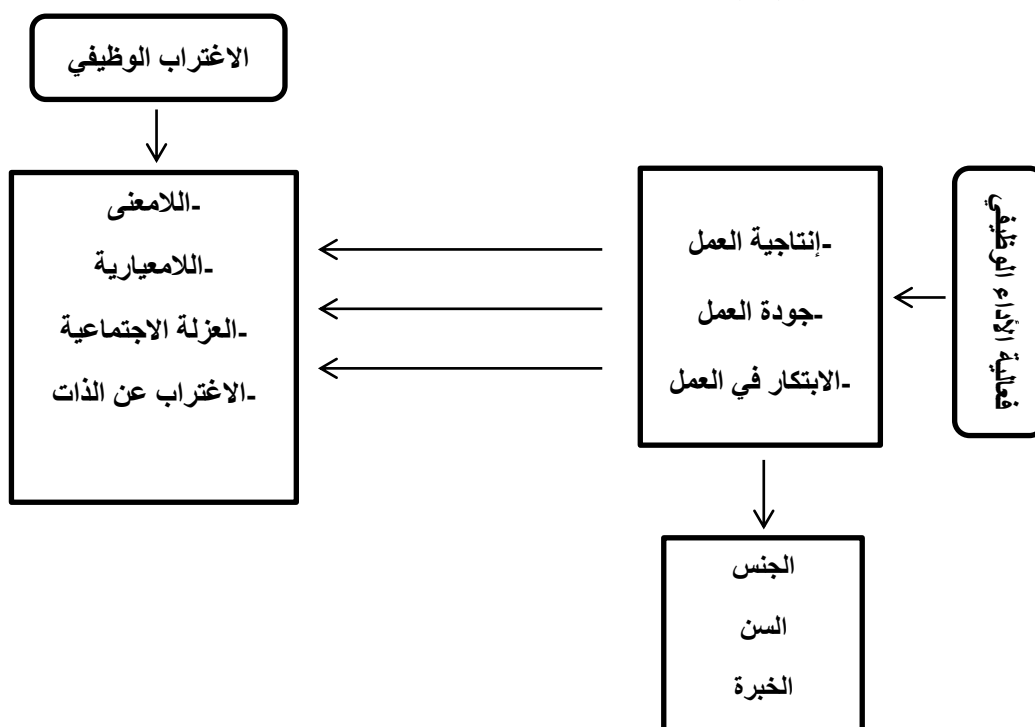 الاغتراب الوظيفي
فعالية الأداء الوظيفي
-إنتاجية العمل
-جودة العمل
-الابتكار في العمل
-اللامعنى
-اللامعيارية
-العزلة الاجتماعية
-الاغتراب عن الذات
الجنس
السن
الخبرة